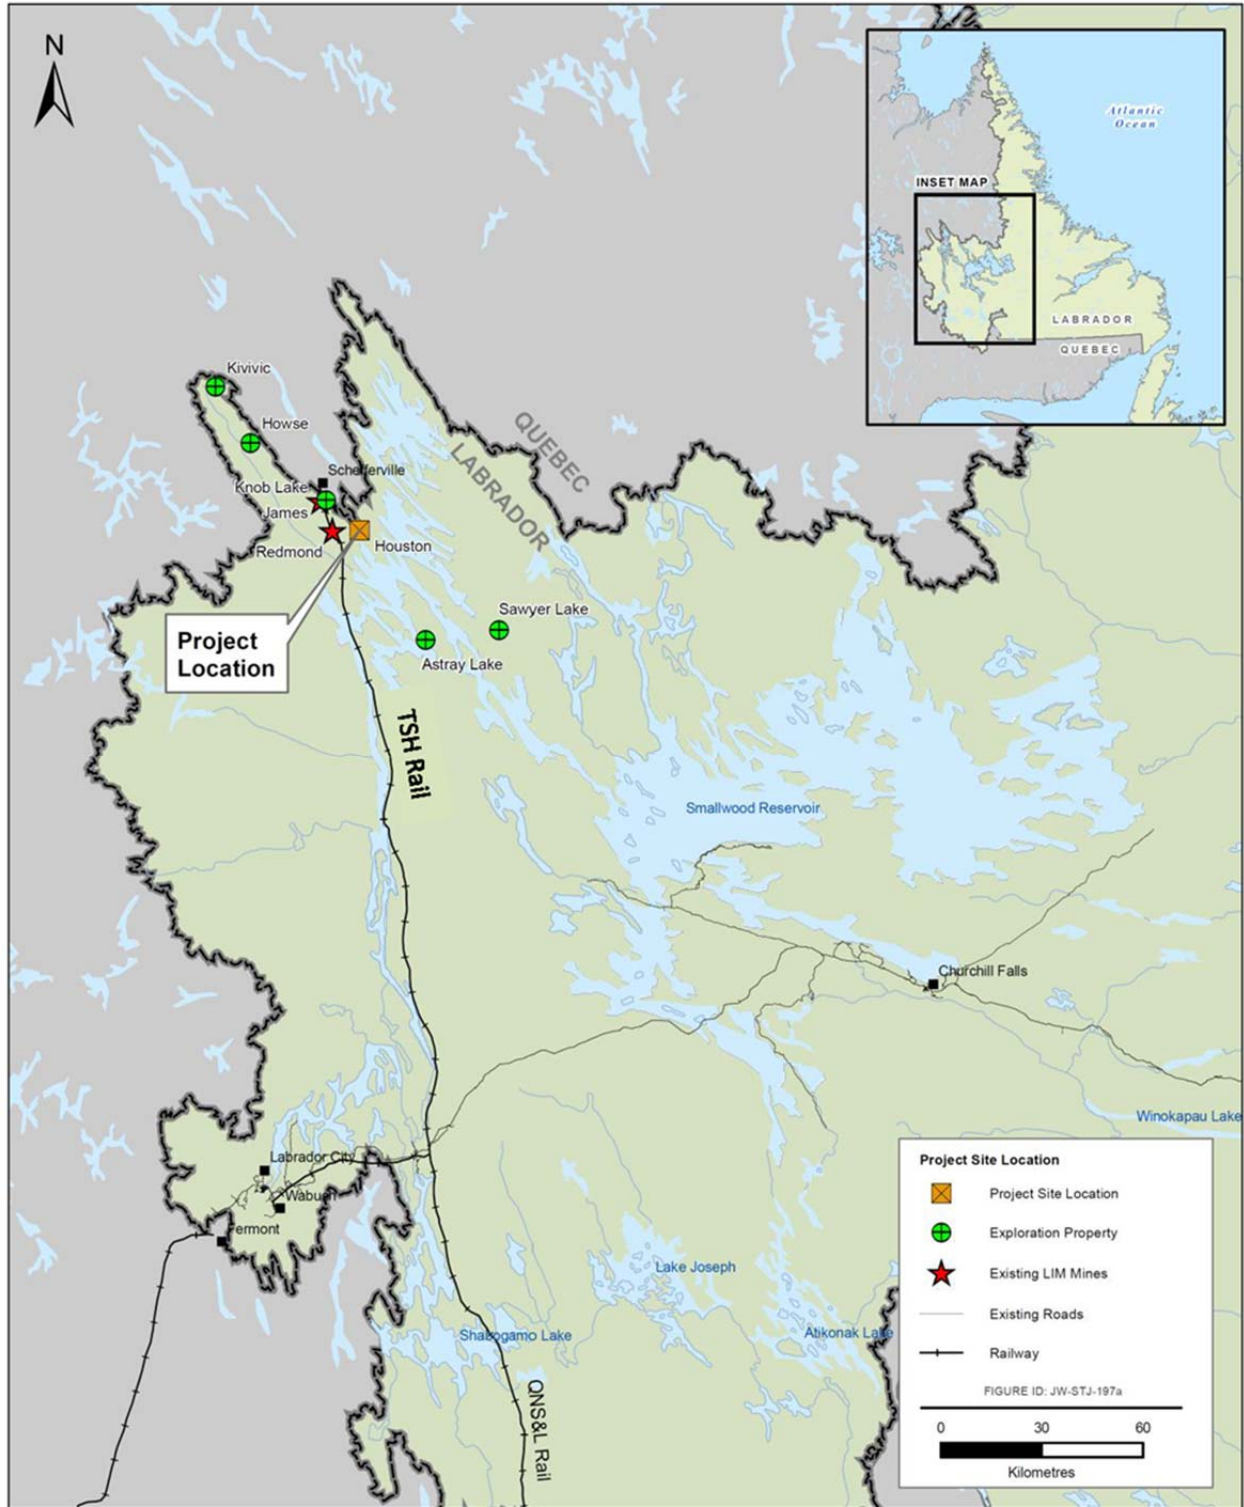 N
Atlantic
Ocean
INSET MAP
LABRADOR
QUEBEC
Kivivic
Howse
Schefferville
Knob Lake
James
Redmond
Houston
QUEBEC
LABRADOR
Project
Location
Sawyer Lake
Astray Lake
TSH Rail
Smallwood Reservoir
Churchill Falls
Winokapau Lake
Labrador City
Wabush
Lake Joseph
Shabogamo Lake
Atikonak Lake
QNS&L Rail
Project Site Location
Project Site Location
Exploration Property
Existing LIM Mines
Existing Roads
Railway
FIGURE ID: JW-STJ-197a
0 30 60
Kilometres